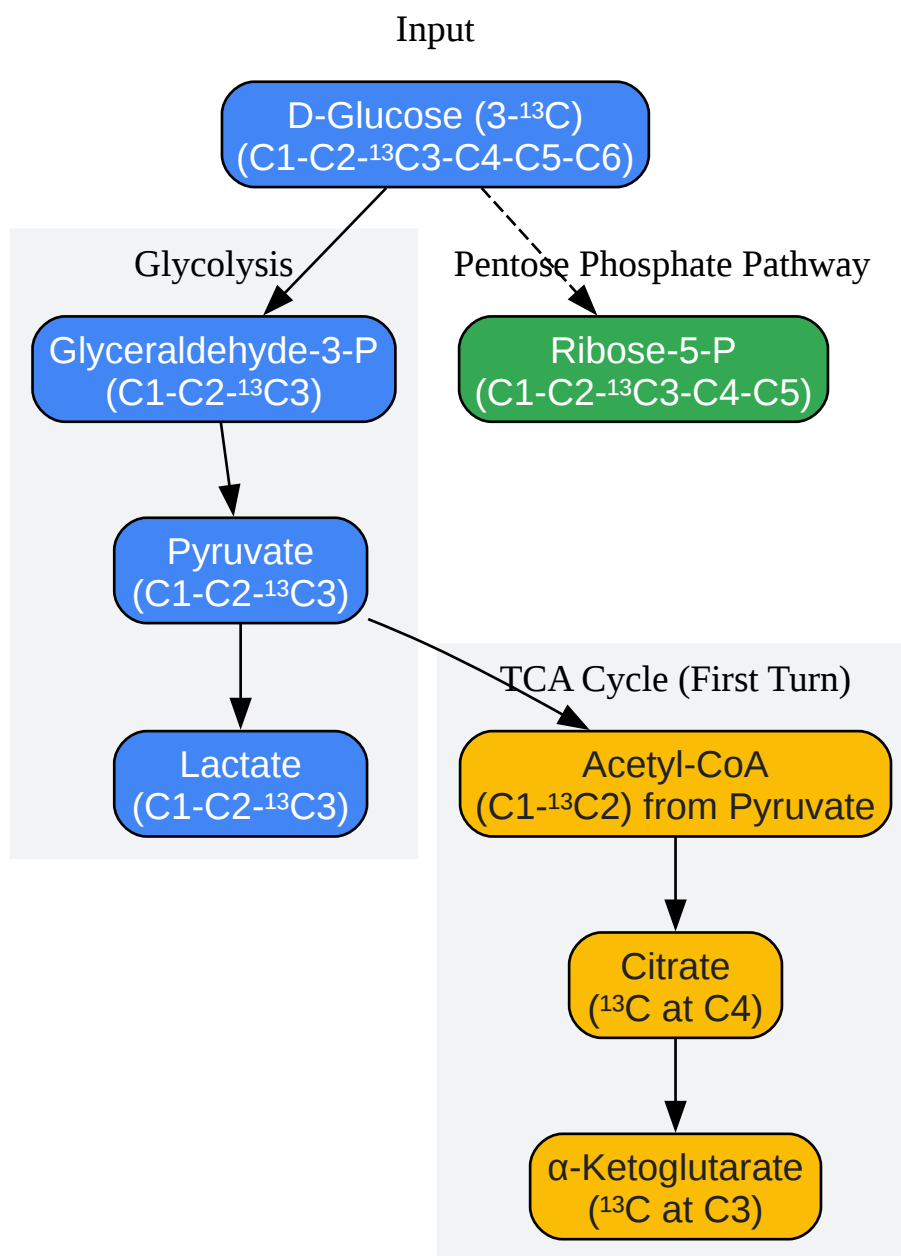 Input
D-Glucose (3-¹³C)
(C1-C2-¹³C3-C4-C5-C6)
Glycolysis
Pentose Phosphate Pathway
Glyceraldehyde-3-P
(C1-C2-¹³C3)
Ribose-5-P
(C1-C2-¹³C3-C4-C5)
Pyruvate
(C1-C2-¹³C3)
TCA Cycle (First Turn)
Lactate
(C1-C2-¹³C3)
Acetyl-CoA
(C1-¹³C2) from Pyruvate
Citrate
(¹³C at C4)
α-Ketoglutarate
(¹³C at C3)